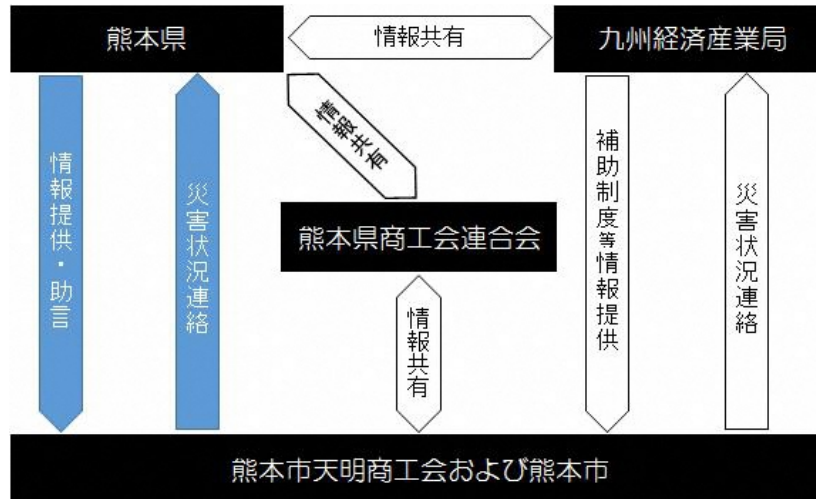 熊本県
情報共有
九州経済産業局
情報共有
情報提供・助言
災害状況連絡
熊本県商工会連合会
補助制度等情報提供
災害状況連絡
情報共有
熊本市天明商工会および熊本市